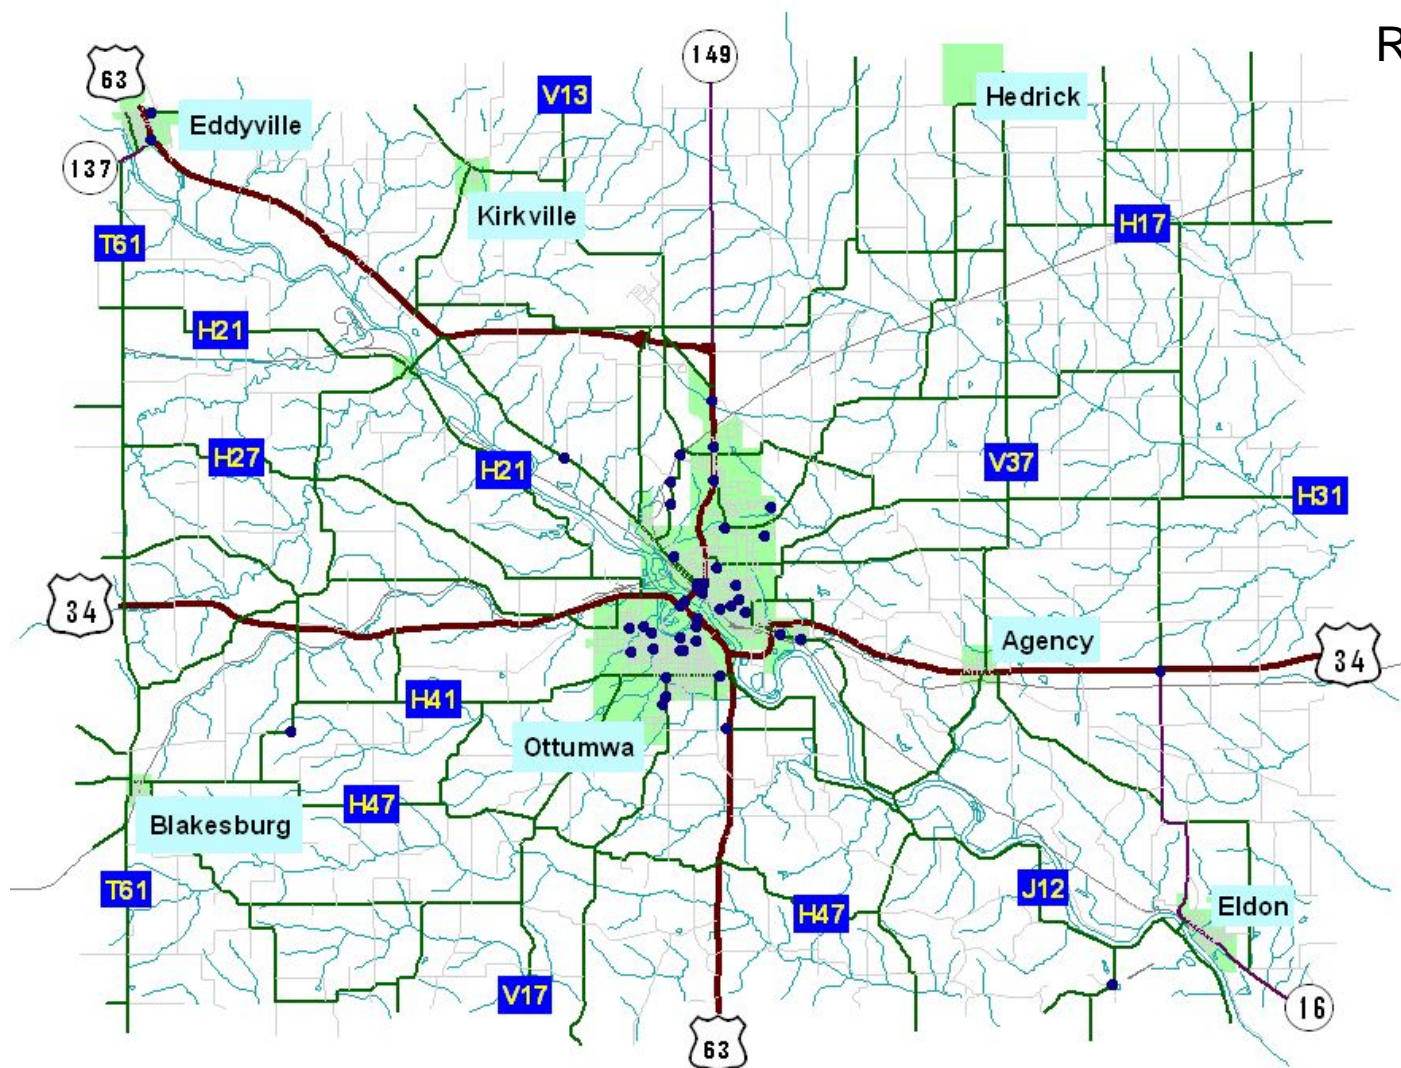 R
149
63
V13
Hedrick
Eddyville
137
Kirkville
H17
T61
H21
H27
H21
V37
H31
34
Agency
34
H41
Ottumwa
H47
Blakesburg
T61
J12
Eldon
H47
V17
16
63